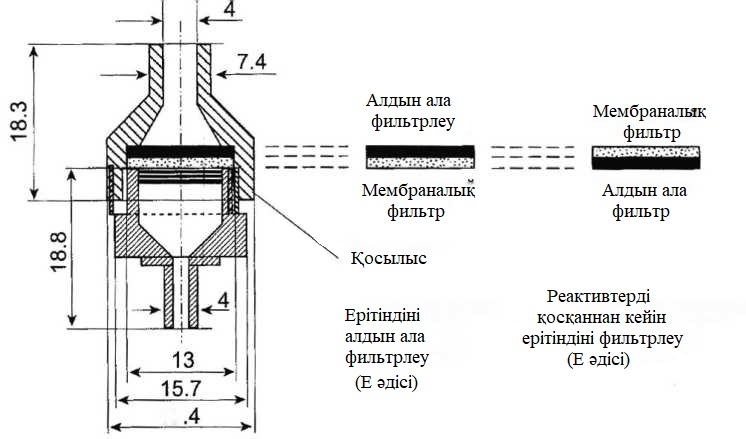 4
7.4
18.3
18.8
4
13
15.7
.4
Алдын ала
фильтрлеу
Мембраналық
фильтр
Қосылыс
Ерітіндіні
алдын ала
фильтрлеу
(Е әдісі)
Мембраналық
фильтр
Алдын ала
фильтр
Реактивтерді
қосқаннан кейін
ерітіндіні фильтрлеу
(Е әдісі)